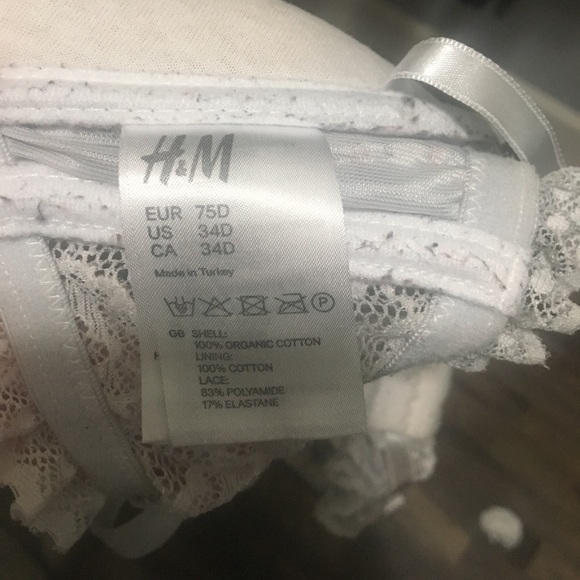 H&M
EUR 75D
US 34D
CA 34D
Made in Turkey
P
GB SHELL:
100% ORGANIC COTTON
LINING:
100% COTTON
LACE:
83% POLYAMIDE
17% ELASTANE